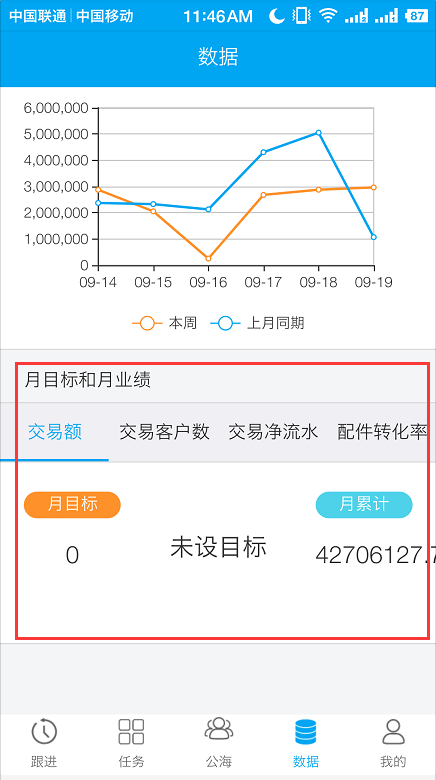 中国联通 中国移动 11:46AM 87
数据
6,000,000
5,000,000
4,000,000
3,000,000
2,000,000
1,000,000
0
09-14 09-15 09-16 09-17 09-18 09-19
本周 上月同期
月目标和月业绩
交易额 交易客户数 交易净流水 配件转化率
月目标 月累计
0 未设目标 42706127.7
跟进 任务 公海 数据 我的